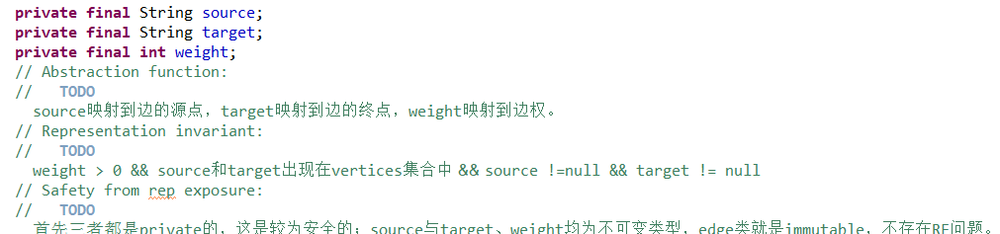 private final String source;
private final String target;
private final int weight;
// Abstraction function:
//   TODO
source映射到边的源点，target映射到边的终点，weight映射到边权。
// Representation invariant:
//   TODO
weight > 0 && source和target出现在vertices集合中 && source !=null && target != null
// Safety from rep exposure:
//   TODO
首先三者都是private的，这是较为安全的；source与target、weight均为不可变类型，edge类就是immutable，不存在RE问题。